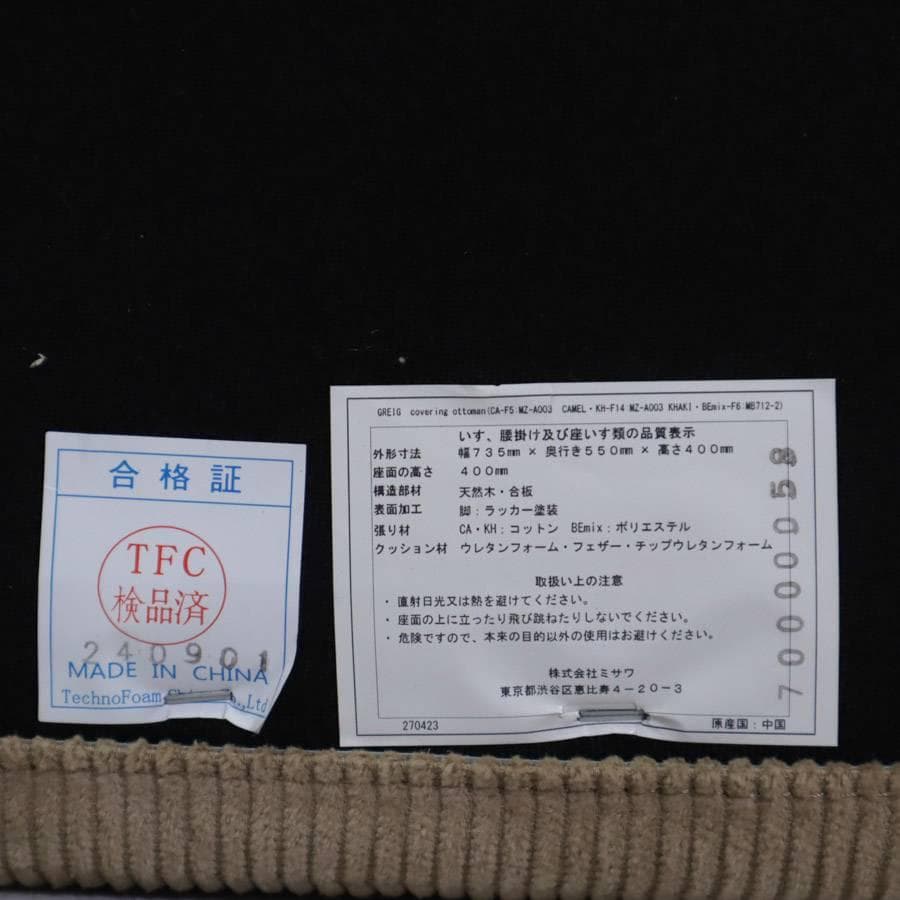 合格証
TFC
検品済
240901
MADE IN CHINA
TechnoFoam .,Ltd
GREIG covering ottoman(CA-F5:MZ-A003 CAMEL・KH-F14:MZ-A003 KHAKI・BEmix-F6:MB712-2)
いす、腰掛け及び座いす類の品質表示
外形寸法 幅735mm × 奥行き550mm × 高さ400mm
座面の高さ 400mm
構造部材 天然木・合板
表面加工 脚:ラッカー塗装
張り材 CA・KH:コットン BEmix:ポリエステル
クッション材 ウレタンフォーム・フェザー・チップウレタンフォーム
取扱い上の注意
・直射日光又は熱を避けてください。
・座面の上に立ったり飛び跳ねたりしないでください。
・危険ですので、本来の目的以外の使用はお避けください。
株式会社ミサワ
東京都渋谷区恵比寿4-20-3
270423 原産国:中国
70000058